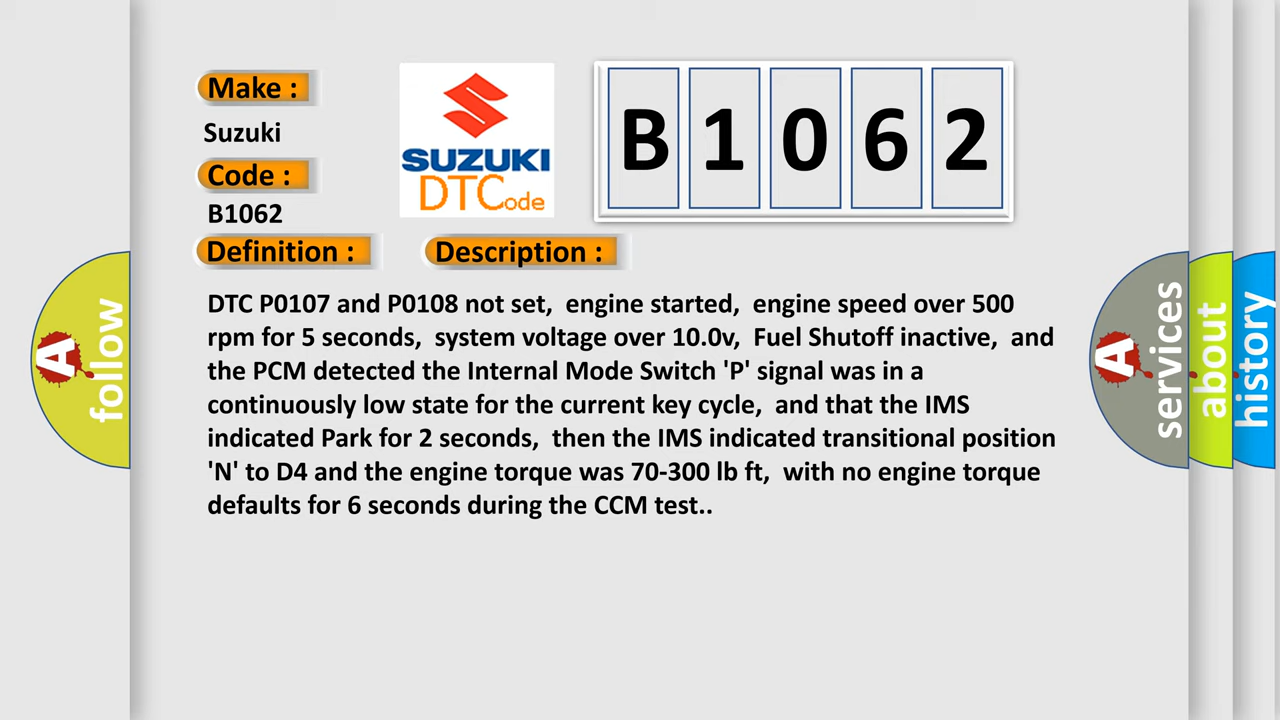 Make :
Suzuki
Code :
B1062
Definition :
Description :
SUZUKI
DTCode
B1062
DTC P0107 and P0108 not set,  engine started,  engine speed over 500
rpm for 5 seconds,  system voltage over 10.0v,  Fuel Shutoff inactive,  and
the PCM detected the Internal Mode Switch 'P' signal was in a
continuously low state for the current key cycle,  and that the IMS
indicated Park for 2 seconds,  then the IMS indicated transitional position
'N' to D4 and the engine torque was 70-300 lb ft,  with no engine torque
defaults for 6 seconds during the CCM test..
A
follow
A
services
about
history